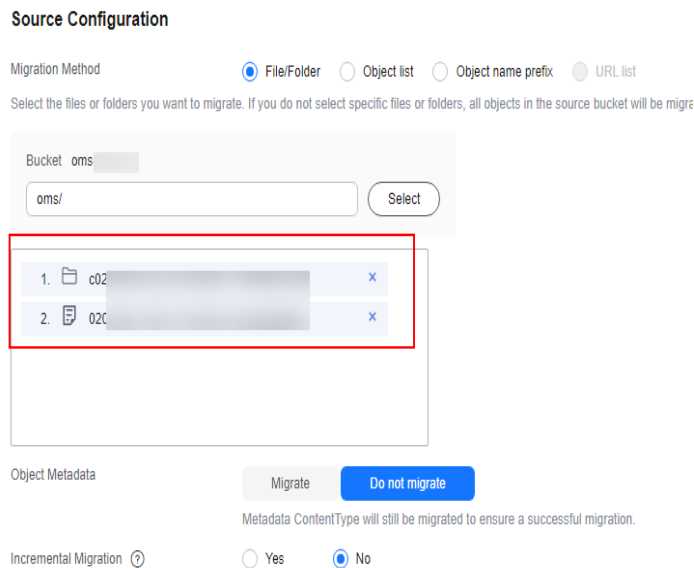 Source Configuration
Migration Method File/Folder Object list Object name prefix URL list
Select the files or folders you want to migrate. If you do not select specific files or folders, all objects in the source bucket will be migra
Bucket oms
oms/ Select
1. c02
2. 020
Object Metadata Migrate Do not migrate
Metadata ContentType will still be migrated to ensure a successful migration.
Incremental Migration ? Yes No